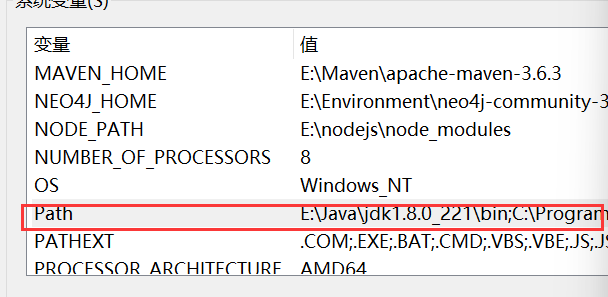 系统变量(S)
变量 值
MAVEN_HOME E:\Maven\apache-maven-3.6.3
NEO4J_HOME E:\Environment\neo4j-community-3
NODE_PATH E:\nodejs\node_modules
NUMBER_OF_PROCESSORS 8
OS Windows_NT
Path E:\Java\jdk1.8.0_221\bin;C:\Program
PATHEXT .COM;.EXE;.BAT;.CMD;.VBS;.VBE;.JS;.JS
PROCESSOR_ARCHITECTURE AMD64